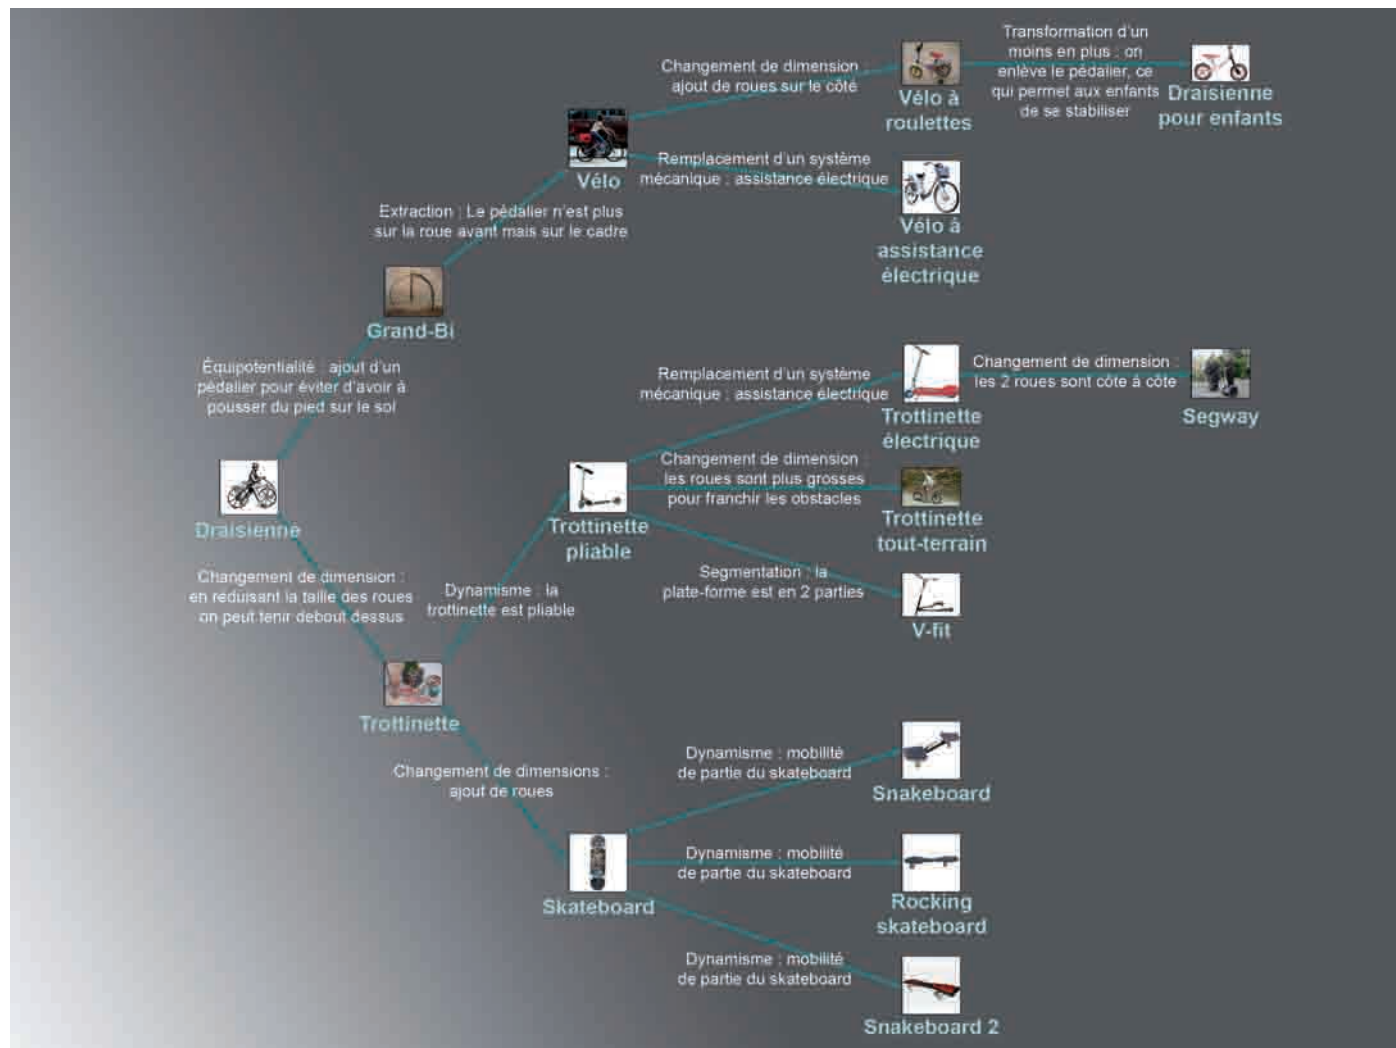 Transformation d'un
moins en plus : on
enlève le pédalier, ce
qui permet aux enfants
de se stabiliser
Changement de dimension :
ajout de roues sur le côté
Vélo à
roulettes
Draisienne
pour enfants
Vélo
Remplacement d'un système
mécanique : assistance électrique
Vélo à
assistance
électrique
Extraction : Le pédalier n'est plus
sur la roue avant mais sur le cadre
Grand-Bi
Équipotentialité : ajout d'un
pédalier pour éviter d'avoir à
pousser du pied sur le sol
Draisienne
Changement de dimension :
en réduisant la taille des roues
on peut tenir debout dessus
Remplacement d'un système
mécanique : assistance électrique
Trottinette
électrique
Changement de dimension :
les 2 roues sont côte à côte
Segway
Trottinette
pliable
Changement de dimension :
les roues sont plus grosses
pour franchir les obstacles
Trottinette
tout-terrain
Segmentation : la
plate-forme est en 2 parties
V-fit
Dynamisme : la
trottinette est pliable
Trottinette
Changement de dimensions :
ajout de roues
Skateboard
Dynamisme : mobilité
de partie du skateboard
Snakeboard
Dynamisme : mobilité
de partie du skateboard
Rocking
skateboard
Dynamisme : mobilité
de partie du skateboard
Snakeboard 2